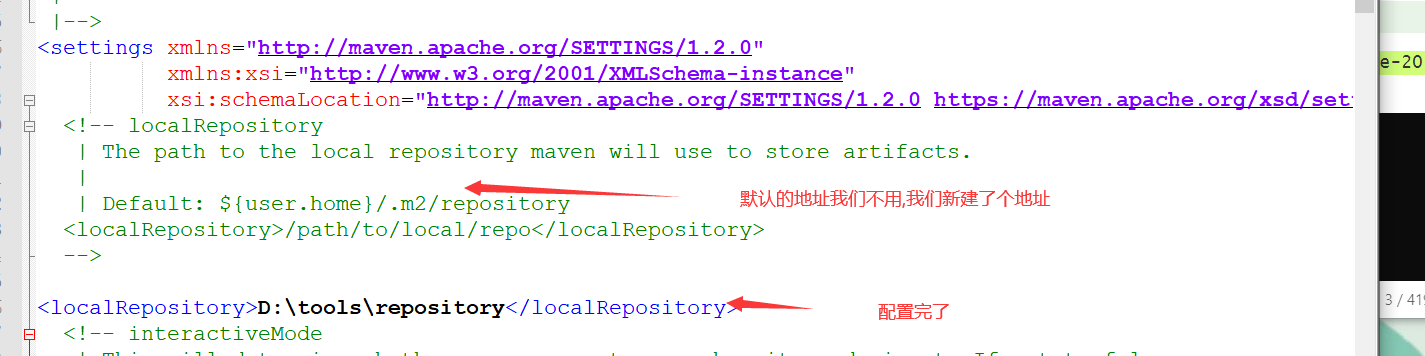 |-->
<settings xmlns="http://maven.apache.org/SETTINGS/1.2.0"
xmlns:xsi="http://www.w3.org/2001/XMLSchema-instance"
xsi:schemaLocation="http://maven.apache.org/SETTINGS/1.2.0 https://maven.apache.org/xsd/set
<!-- localRepository
| The path to the local repository maven will use to store artifacts.
|
| Default: ${user.home}/.m2/repository
默认的地址我们不用,我们新建了个地址
<localRepository>/path/to/local/repo</localRepository>
-->
<localRepository>D:\tools\repository</localRepository>
配置完了
<!-- interactiveMode
e-20
3 / 419